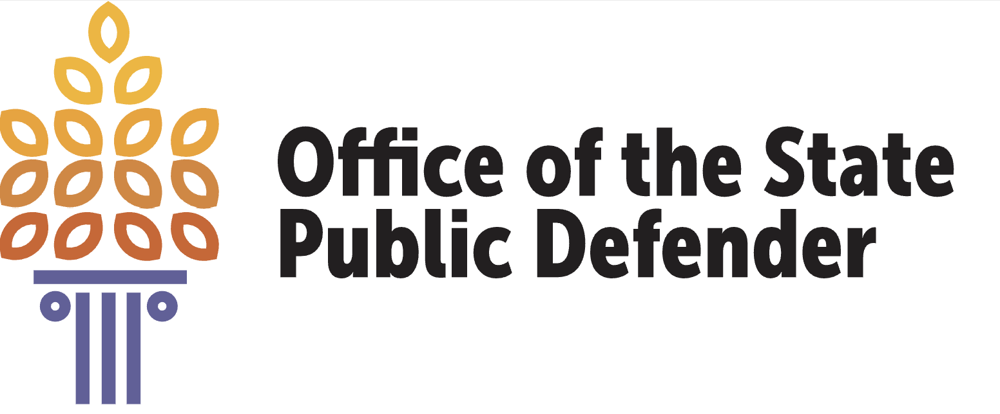 Office of the State
Public Defender